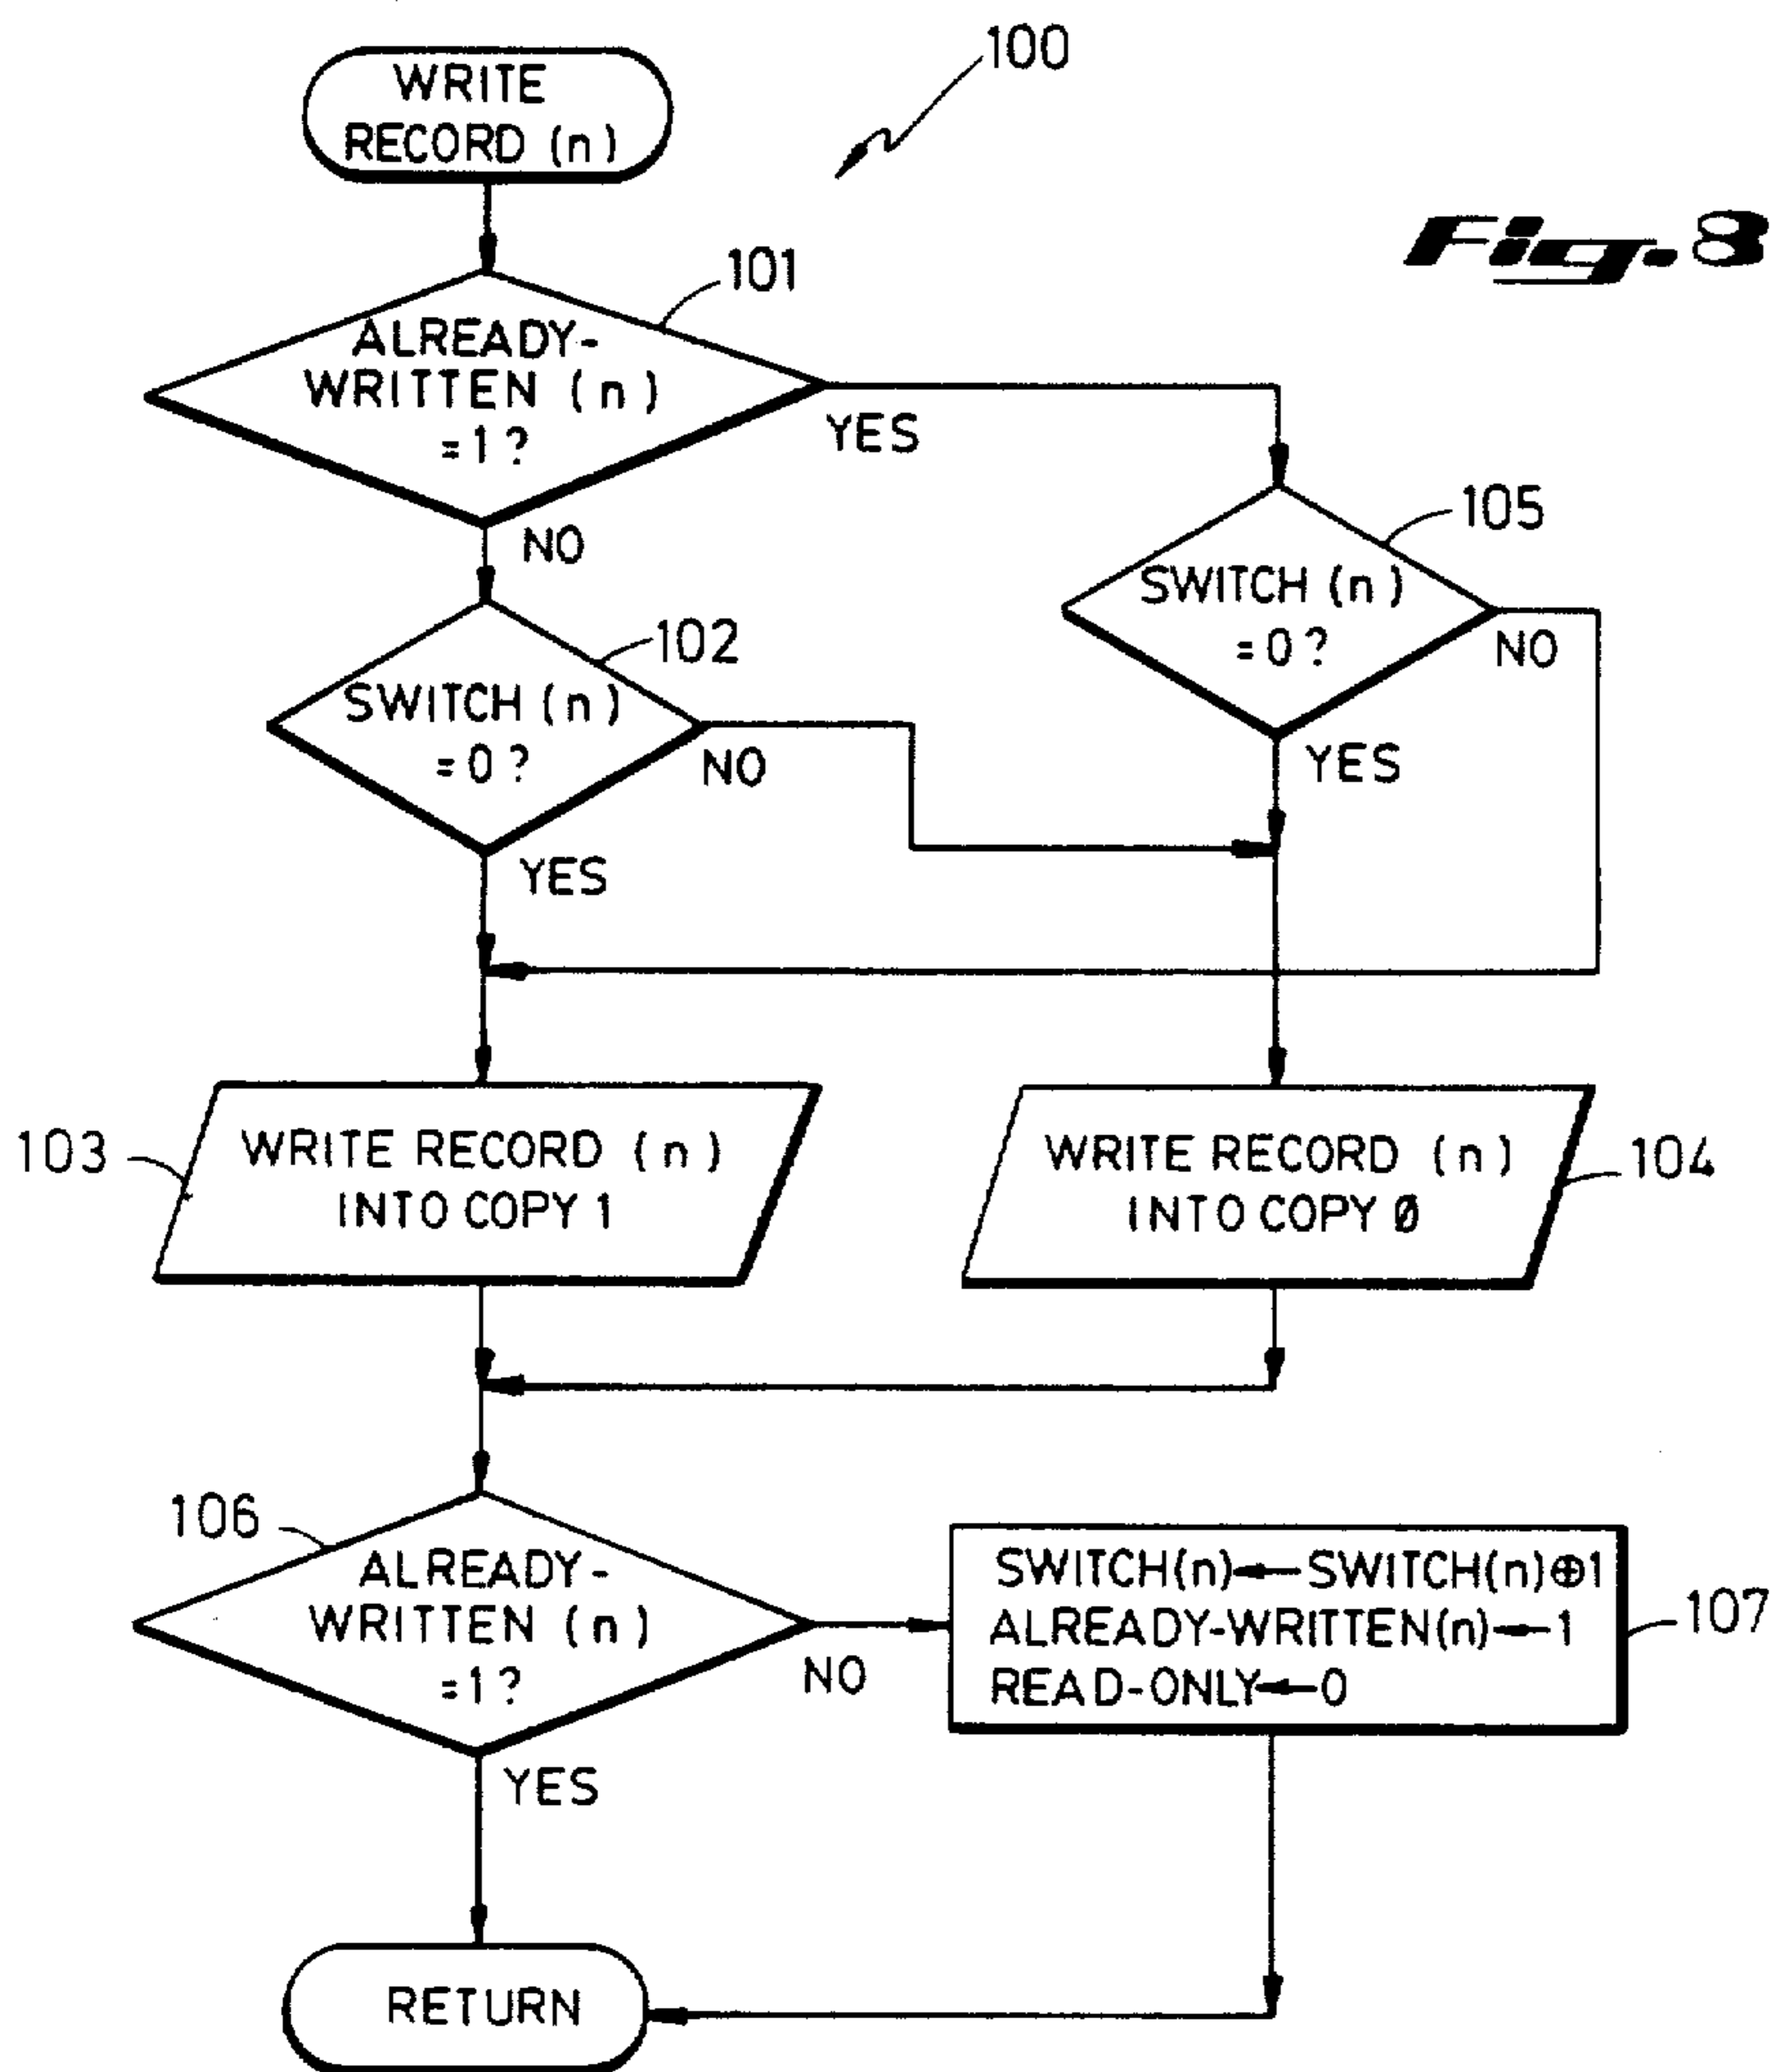 100
WRITE
RECORD (n)
Fig. 8
101
ALREADY-
WRITTEN (n)
=1?
YES
NO
105
SWITCH (n)
=0?
NO
YES
102
SWITCH (n)
=0?
NO
YES
103
WRITE RECORD (n)
INTO COPY 1
WRITE RECORD (n)
INTO COPY 0
104
106
ALREADY-
WRITTEN (n)
=1?
NO
YES
SWITCH(n)←SWITCH(n)⊕1
ALREADY-WRITTEN(n)←1
READ-ONLY←0
107
RETURN